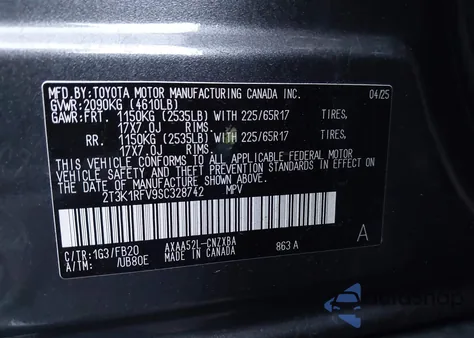 MFD.BY:TOYOTA MOTOR MANUFACTURING CANADA INC. 04/25
GVWR:2090KG (4610LB)
GAWR:FRT. 1150KG (2535LB) WITH 225/65R17 TIRES,
17X7.0J RIMS,
RR. 1150KG (2535LB) WITH 225/65R17 TIRES,
17X7.0J RIMS,
THIS VEHICLE CONFORMS TO ALL APPLICABLE FEDERAL MOTOR
VEHICLE SAFETY AND THEFT PREVENTION STANDARDS IN
EFFECT ON THE DATE OF MANUFACTURE SHOWN ABOVE.
2T3K1RFV9SC328742 MPV
C/TR:1G3/FB20 AXAA52L-CNZXBA 863A A
A/TM: /UB80E MADE IN CANADA
autoshop